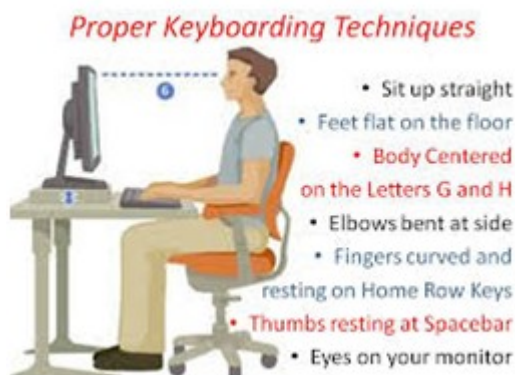 Proper Keyboarding Techniques
• Sit up straight
• Feet flat on the floor
• Body Centered
on the Letters G and H
• Elbows bent at side
• Fingers curved and
resting on Home Row Keys
• Thumbs resting at Spacebar
• Eyes on your monitor